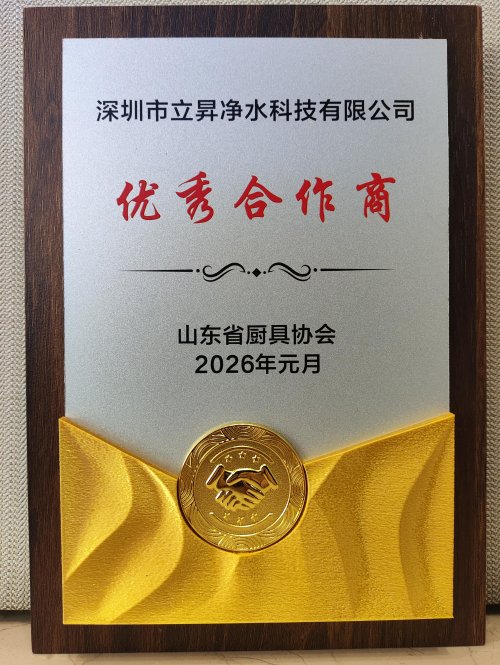 深圳市立昇净水科技有限公司
优秀合作商
山东省厨具协会
2026年元月